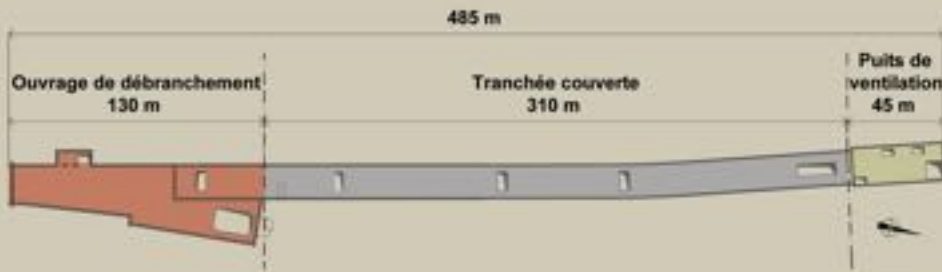 485 m
Ouvrage de débranchement
130 m
Tranchée couverte
310 m
Puits de
ventilation
45 m